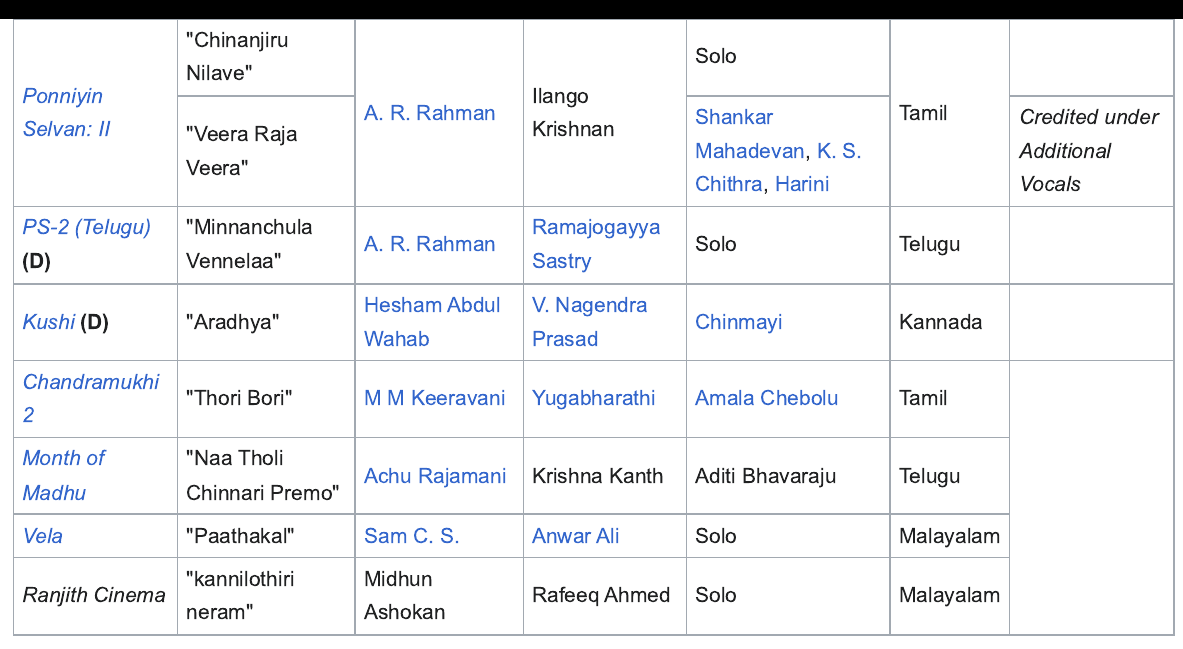 Ponniyin
Selvan: II
"Chinanjiru
Nilave"
A. R. Rahman
Ilango
Krishnan
Solo
Tamil
"Veera Raja
Veera"
Shankar
Mahadevan, K. S.
Chithra, Harini
Credited under
Additional
Vocals
PS-2 (Telugu)
(D)
"Minnanchula
Vennelaa"
A. R. Rahman
Ramajogayya
Sastry
Solo
Telugu
Kushi (D)
"Aradhya"
Hesham Abdul
Wahab
V. Nagendra
Prasad
Chinmayi
Kannada
Chandramukhi
2
"Thori Bori"
M M Keeravani
Yugabharathi
Amala Chebolu
Tamil
Month of
Madhu
"Naa Tholi
Chinnari Premo"
Achu Rajamani
Krishna Kanth
Aditi Bhavaraju
Telugu
Vela
"Paathakal"
Sam C. S.
Anwar Ali
Solo
Malayalam
Ranjith Cinema
"kannilothiri
neram"
Midhun
Ashokan
Rafeeq Ahmed
Solo
Malayalam